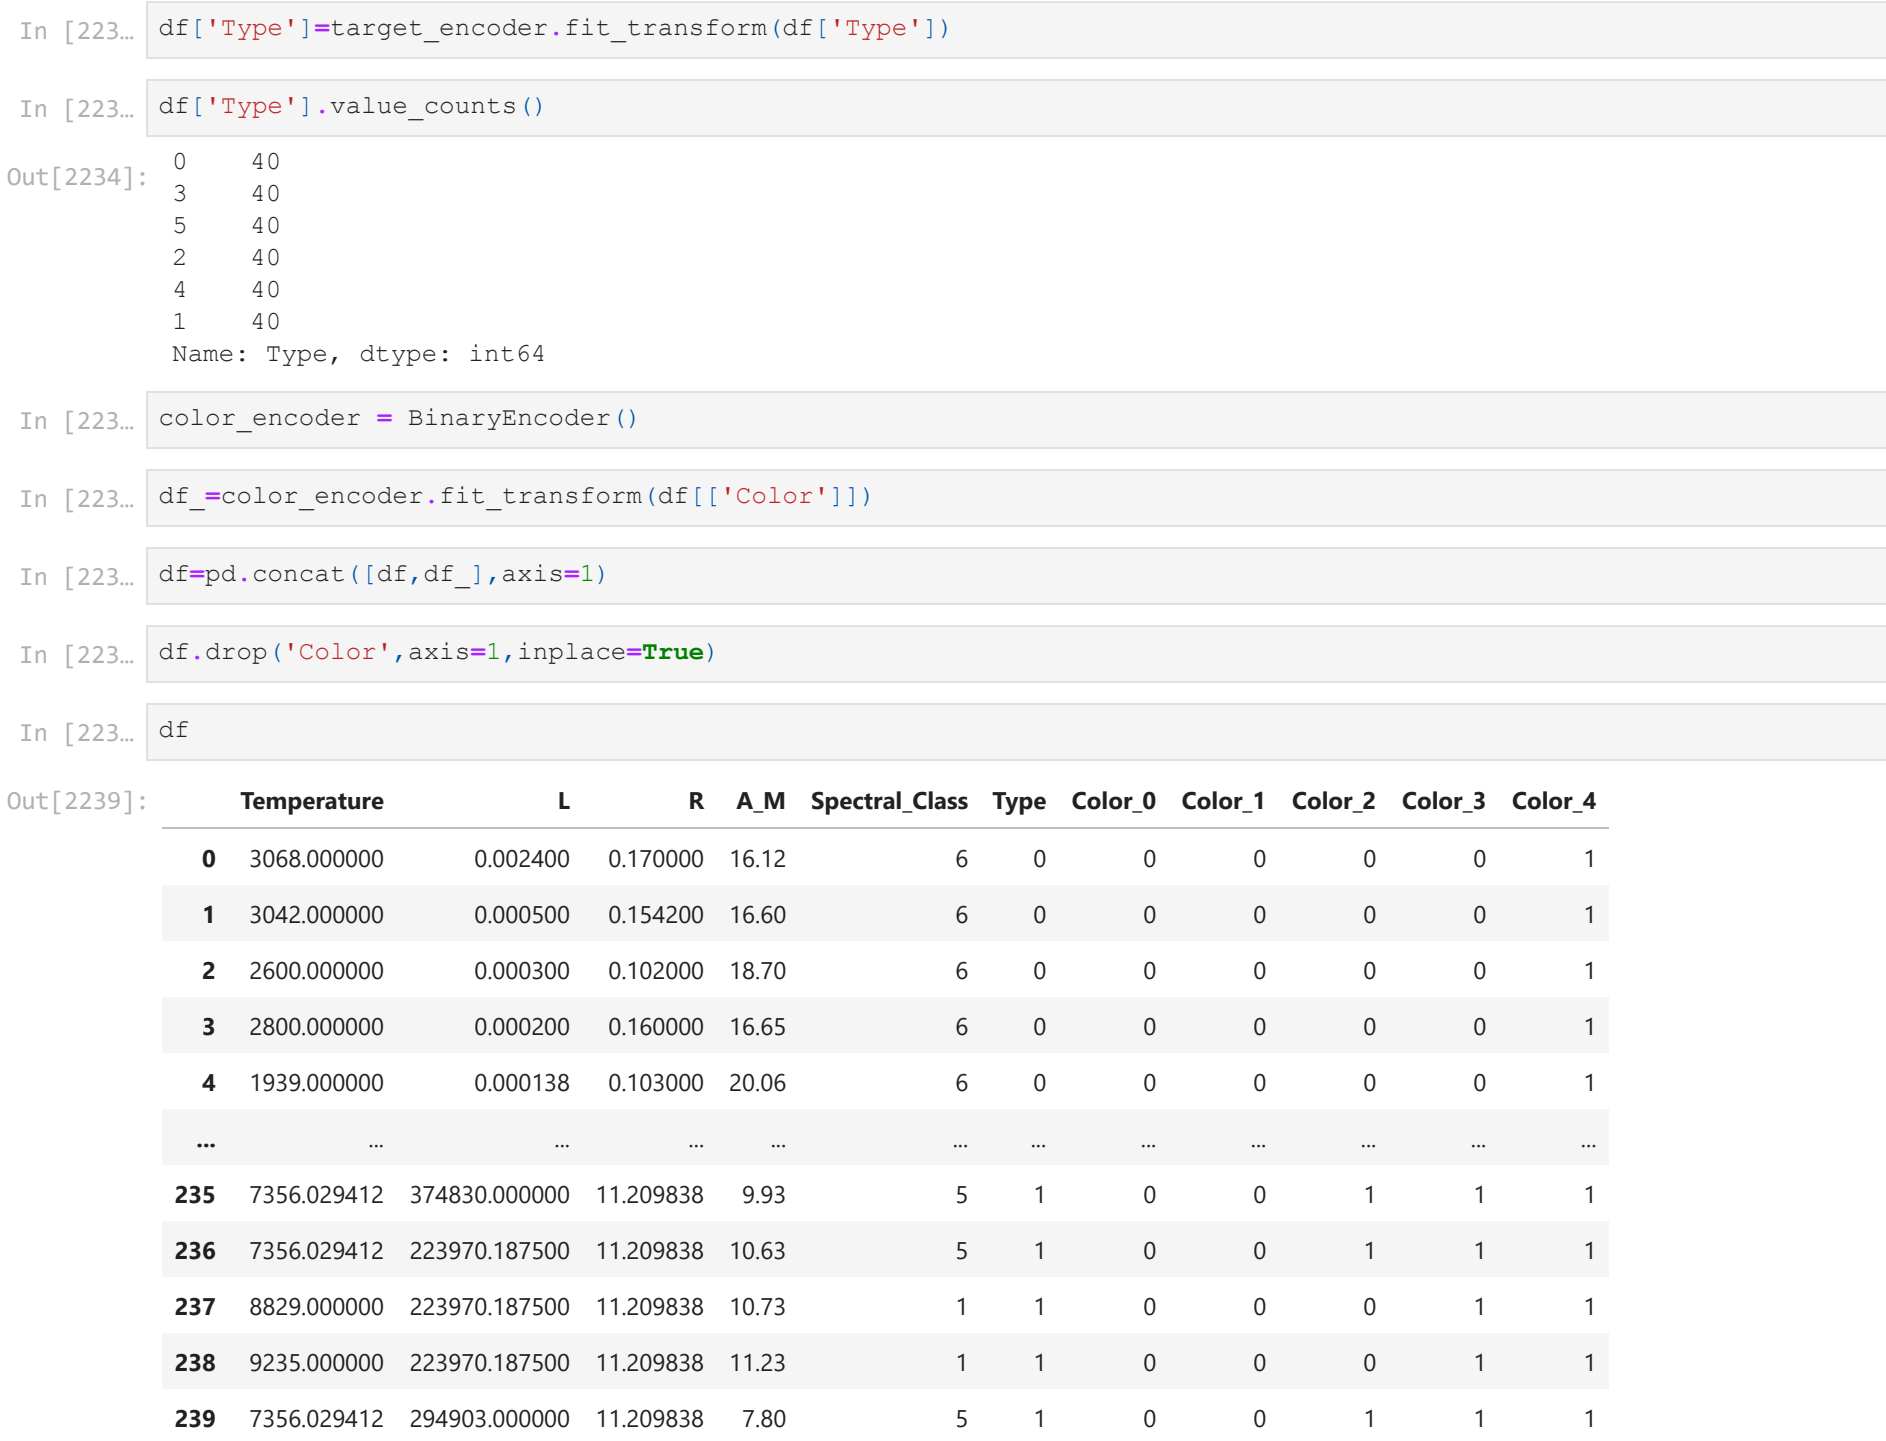 In [223… df['Type']=target_encoder.fit_transform(df['Type'])
In [223… df['Type'].value_counts()
Out[2234]: 0 40
3 40
5 40
2 40
4 40
1 40
Name: Type, dtype: int64
In [223… color_encoder = BinaryEncoder()
In [223… df_=color_encoder.fit_transform(df[['Color']])
In [223… df=pd.concat([df,df_],axis=1)
In [223… df.drop('Color',axis=1,inplace=True)
In [223… df
Out[2239]: Temperature L R A_M Spectral_Class Type Color_0 Color_1 Color_2 Color_3 Color_4
0 3068.000000 0.002400 0.170000 16.12 6 0 0 0 0 0 1
1 3042.000000 0.000500 0.154200 16.60 6 0 0 0 0 0 1
2 2600.000000 0.000300 0.102000 18.70 6 0 0 0 0 0 1
3 2800.000000 0.000200 0.160000 16.65 6 0 0 0 0 0 1
4 1939.000000 0.000138 0.103000 20.06 6 0 0 0 0 0 1
... ... ... ... ... ... ... ... ... ... ... ...
235 7356.029412 374830.000000 11.209838 9.93 5 1 0 0 1 1 1
236 7356.029412 223970.187500 11.209838 10.63 5 1 0 0 1 1 1
237 8829.000000 223970.187500 11.209838 10.73 1 1 0 0 0 1 1
238 9235.000000 223970.187500 11.209838 11.23 1 1 0 0 0 1 1
239 7356.029412 294903.000000 11.209838 7.80 5 1 0 0 1 1 1